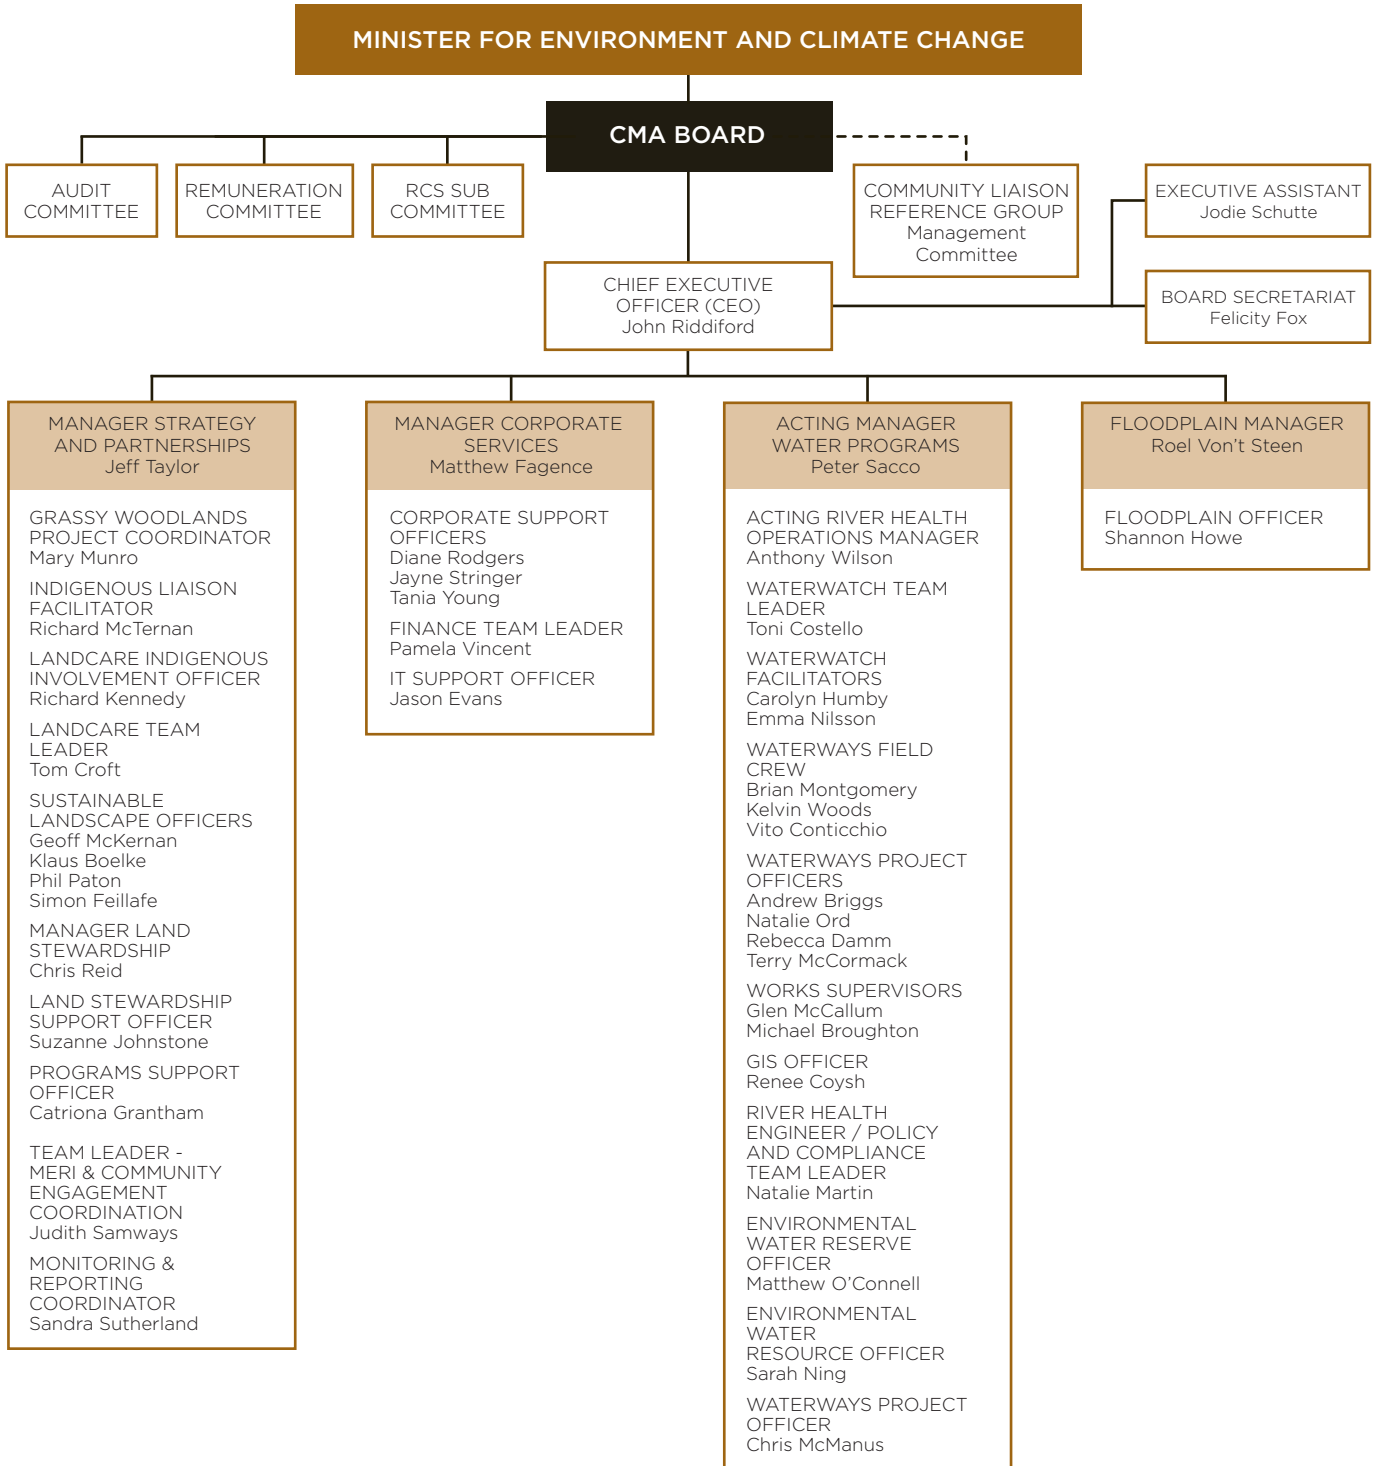 MINISTER FOR ENVIRONMENT AND CLIMATE CHANGE
CMA BOARD
AUDIT
COMMITTEE
REMUNERATION
COMMITTEE
RCS SUB
COMMITTEE
COMMUNITY LIAISON
REFERENCE GROUP
Management
Committee
EXECUTIVE ASSISTANT
Jodie Schutte
CHIEF EXECUTIVE
OFFICER (CEO)
John Riddiford
BOARD SECRETARIAT
Felicity Fox
MANAGER STRATEGY
AND PARTNERSHIPS
Jeff Taylor
GRASSY WOODLANDS
PROJECT COORDINATOR
Mary Munro
INDIGENOUS LIAISON
FACILITATOR
Richard McTernan
LANDCARE INDIGENOUS
INVOLVEMENT OFFICER
Richard Kennedy
LANDCARE TEAM
LEADER
Tom Croft
SUSTAINABLE
LANDSCAPE OFFICERS
Geoff McKernan
Klaus Boelke
Phil Paton
Simon Feillafe
MANAGER LAND
STEWARDSHIP
Chris Reid
LAND STEWARDSHIP
SUPPORT OFFICER
Suzanne Johnstone
PROGRAMS SUPPORT
OFFICER
Catriona Grantham
TEAM LEADER -
MERI & COMMUNITY
ENGAGEMENT
COORDINATION
Judith Samways
MONITORING &
REPORTING
COORDINATOR
Sandra Sutherland
MANAGER CORPORATE
SERVICES
Matthew Fagence
CORPORATE SUPPORT
OFFICERS
Diane Rodgers
Jayne Stringer
Tania Young
FINANCE TEAM LEADER
Pamela Vincent
IT SUPPORT OFFICER
Jason Evans
ACTING MANAGER
WATER PROGRAMS
Peter Sacco
ACTING RIVER HEALTH
OPERATIONS MANAGER
Anthony Wilson
WATERWATCH TEAM
LEADER
Toni Costello
WATERWATCH
FACILITATORS
Carolyn Humby
Emma Nilsson
WATERWAYS FIELD
CREW
Brian Montgomery
Kelvin Woods
Vito Conticchio
WATERWAYS PROJECT
OFFICERS
Andrew Briggs
Natalie Ord
Rebecca Damm
Terry McCormack
WORKS SUPERVISORS
Glen McCallum
Michael Broughton
GIS OFFICER
Renee Coysh
RIVER HEALTH
ENGINEER / POLICY
AND COMPLIANCE
TEAM LEADER
Natalie Martin
ENVIRONMENTAL
WATER RESERVE
OFFICER
Matthew O'Connell
ENVIRONMENTAL
WATER
RESOURCE OFFICER
Sarah Ning
WATERWAYS PROJECT
OFFICER
Chris McManus
FLOODPLAIN MANAGER
Roel Von't Steen
FLOODPLAIN OFFICER
Shannon Howe